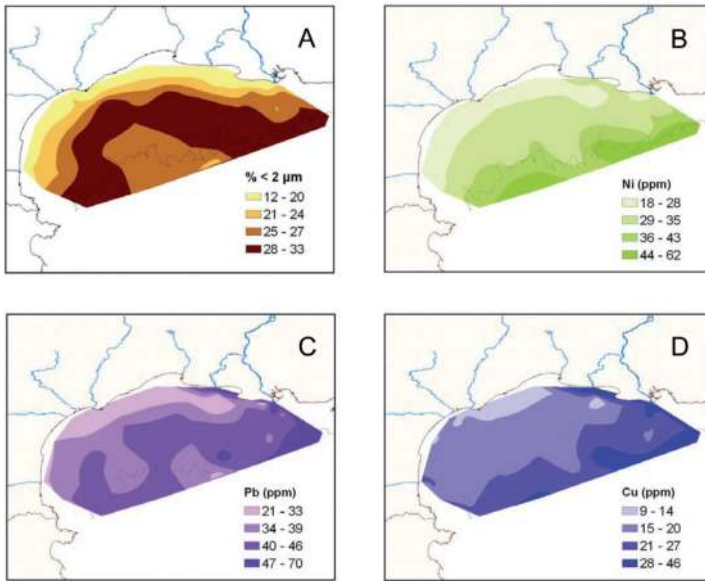 A
% < 2 µm
12 - 20
21 - 24
25 - 27
28 - 33
B
Ni (ppm)
18 - 28
29 - 35
36 - 43
44 - 62
C
Pb (ppm)
21 - 33
34 - 39
40 - 46
47 - 70
D
Cu (ppm)
9 - 14
15 - 20
21 - 27
28 - 46